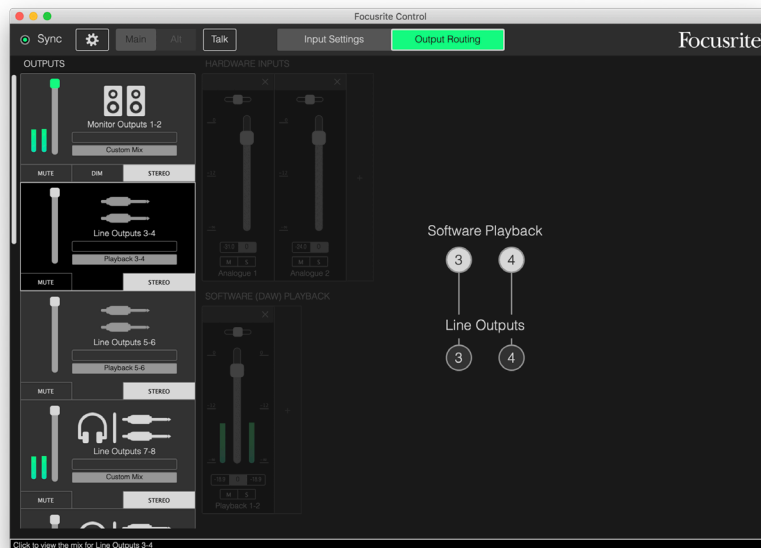 Focusrite Control
Sync
Main
Alt
Talk
Input Settings
Output Routing
Focusrite
OUTPUTS
Monitor Outputs 1-2
Custom Mix
MUTE DIM STEREO
Line Outputs 3-4
Playback 3-4
MUTE STEREO
Line Outputs 5-6
Playback 5-6
MUTE STEREO
Line Outputs 7-8
Custom Mix
MUTE STEREO
HARDWARE INPUTS
M S
Analogue 1
M S
Analogue 2
SOFTWARE (DAW) PLAYBACK
M S
Playback 1-2
Software Playback
3 4
Line Outputs
3 4
Click to view the mix for Line Outputs 3-4